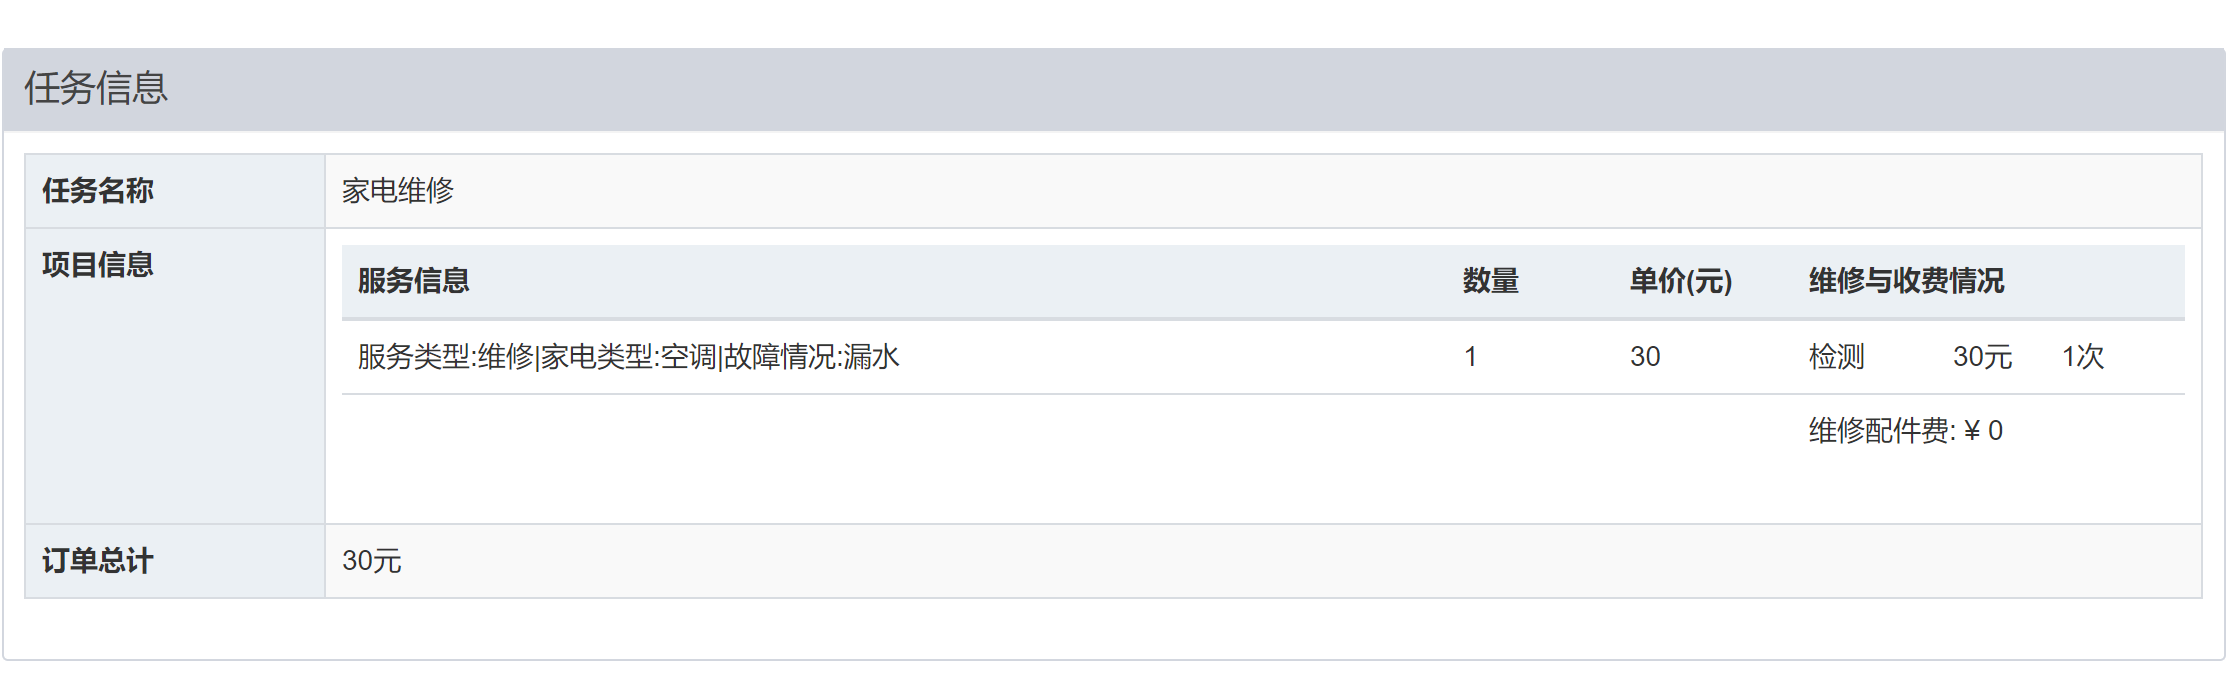 任务信息
任务名称 家电维修
项目信息
服务信息 数量 单价(元) 维修与收费情况
服务类型:维修|家电类型:空调|故障情况:漏水 1 30 检测 30元 1次
维修配件费: ¥ 0
订单总计 30元